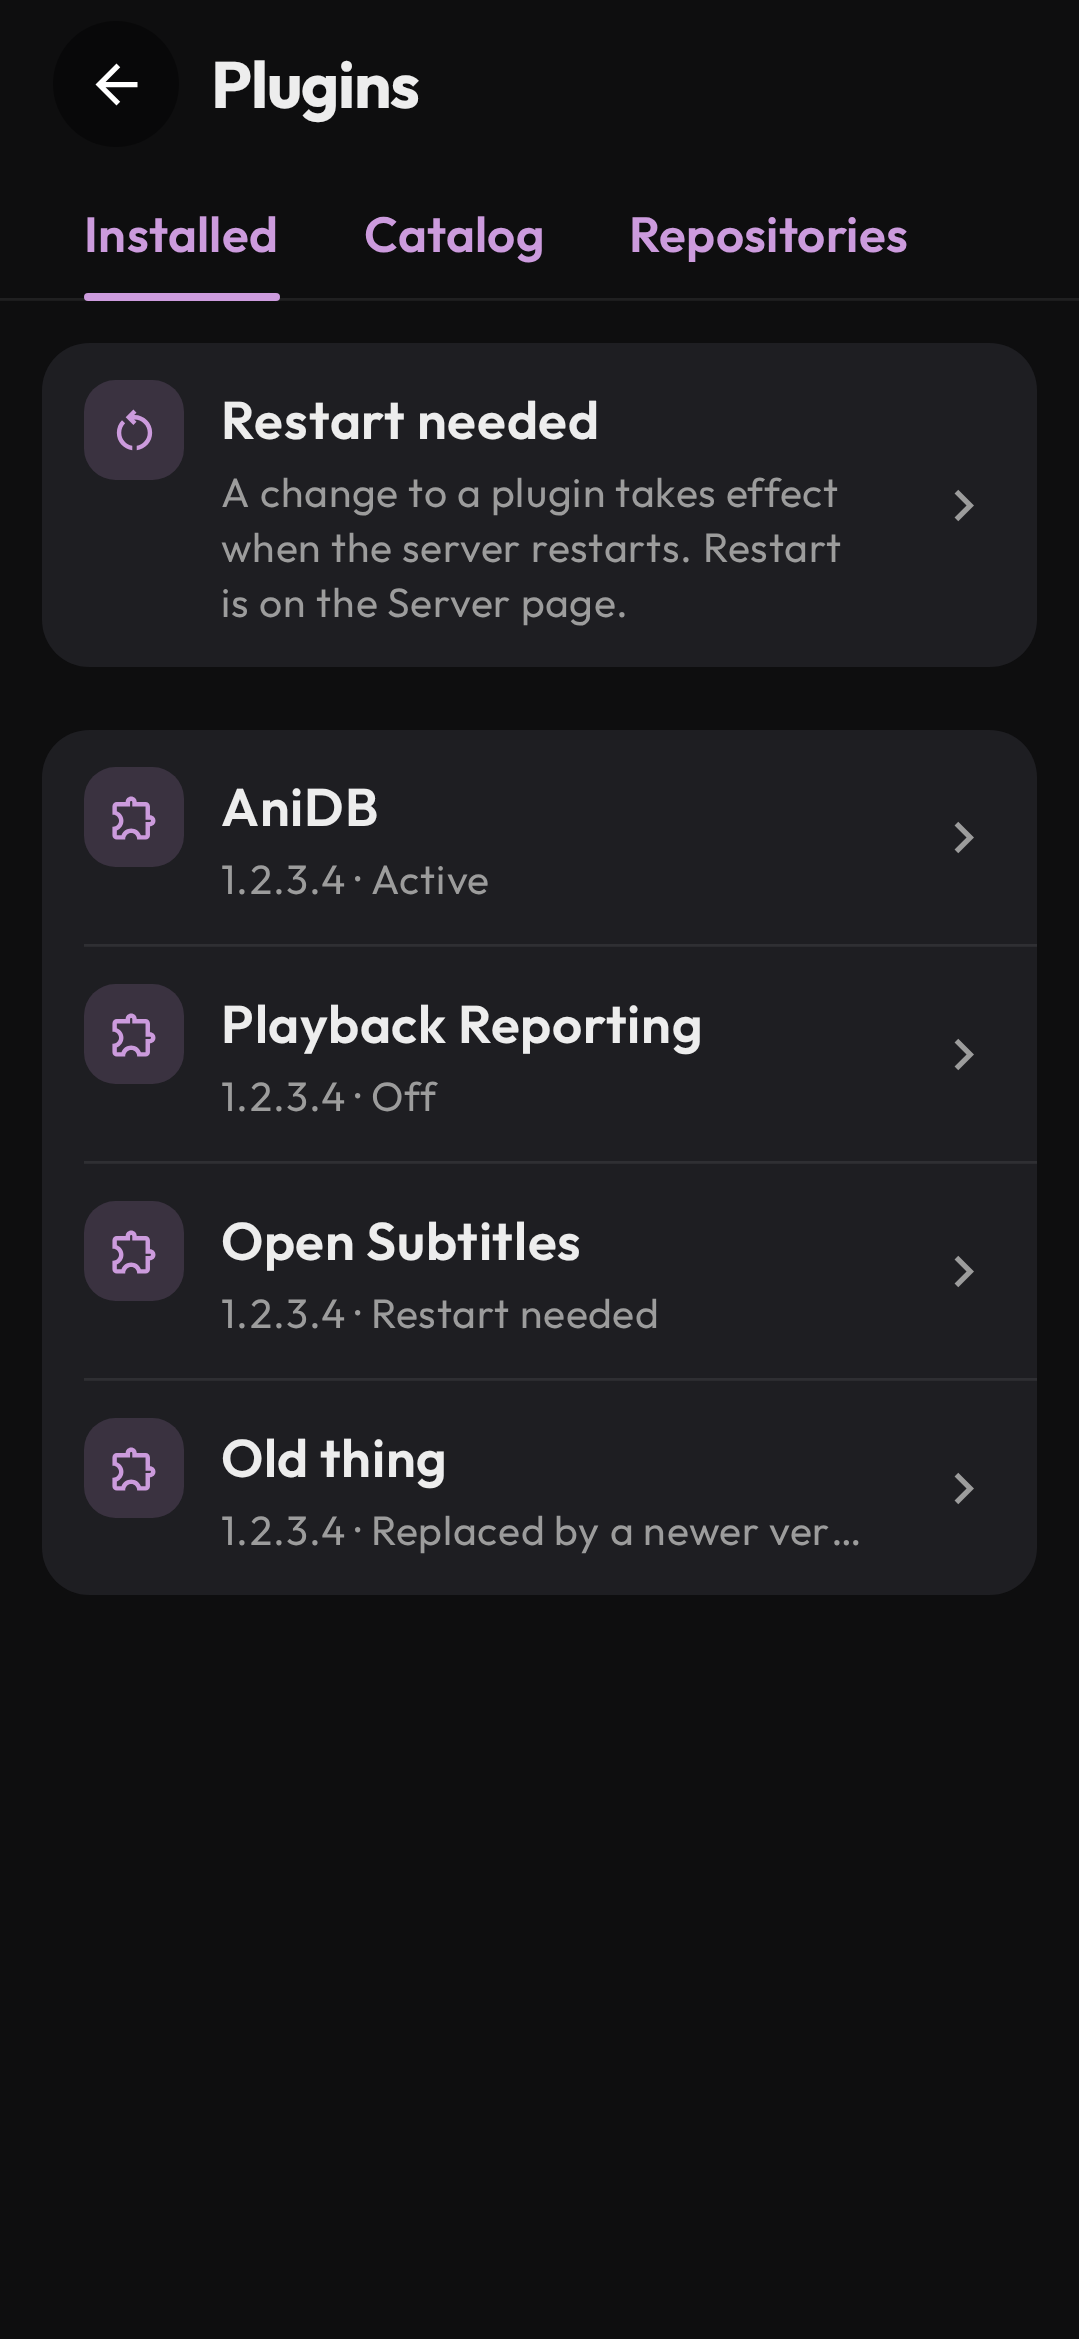 Plugins
Installed
Catalog
Repositories
Restart needed
A change to a plugin takes effect
when the server restarts. Restart
is on the Server page.
AniDB
1.2.3.4 · Active
Playback Reporting
1.2.3.4 · Off
Open Subtitles
1.2.3.4 · Restart needed
Old thing
1.2.3.4 · Replaced by a newer ver...